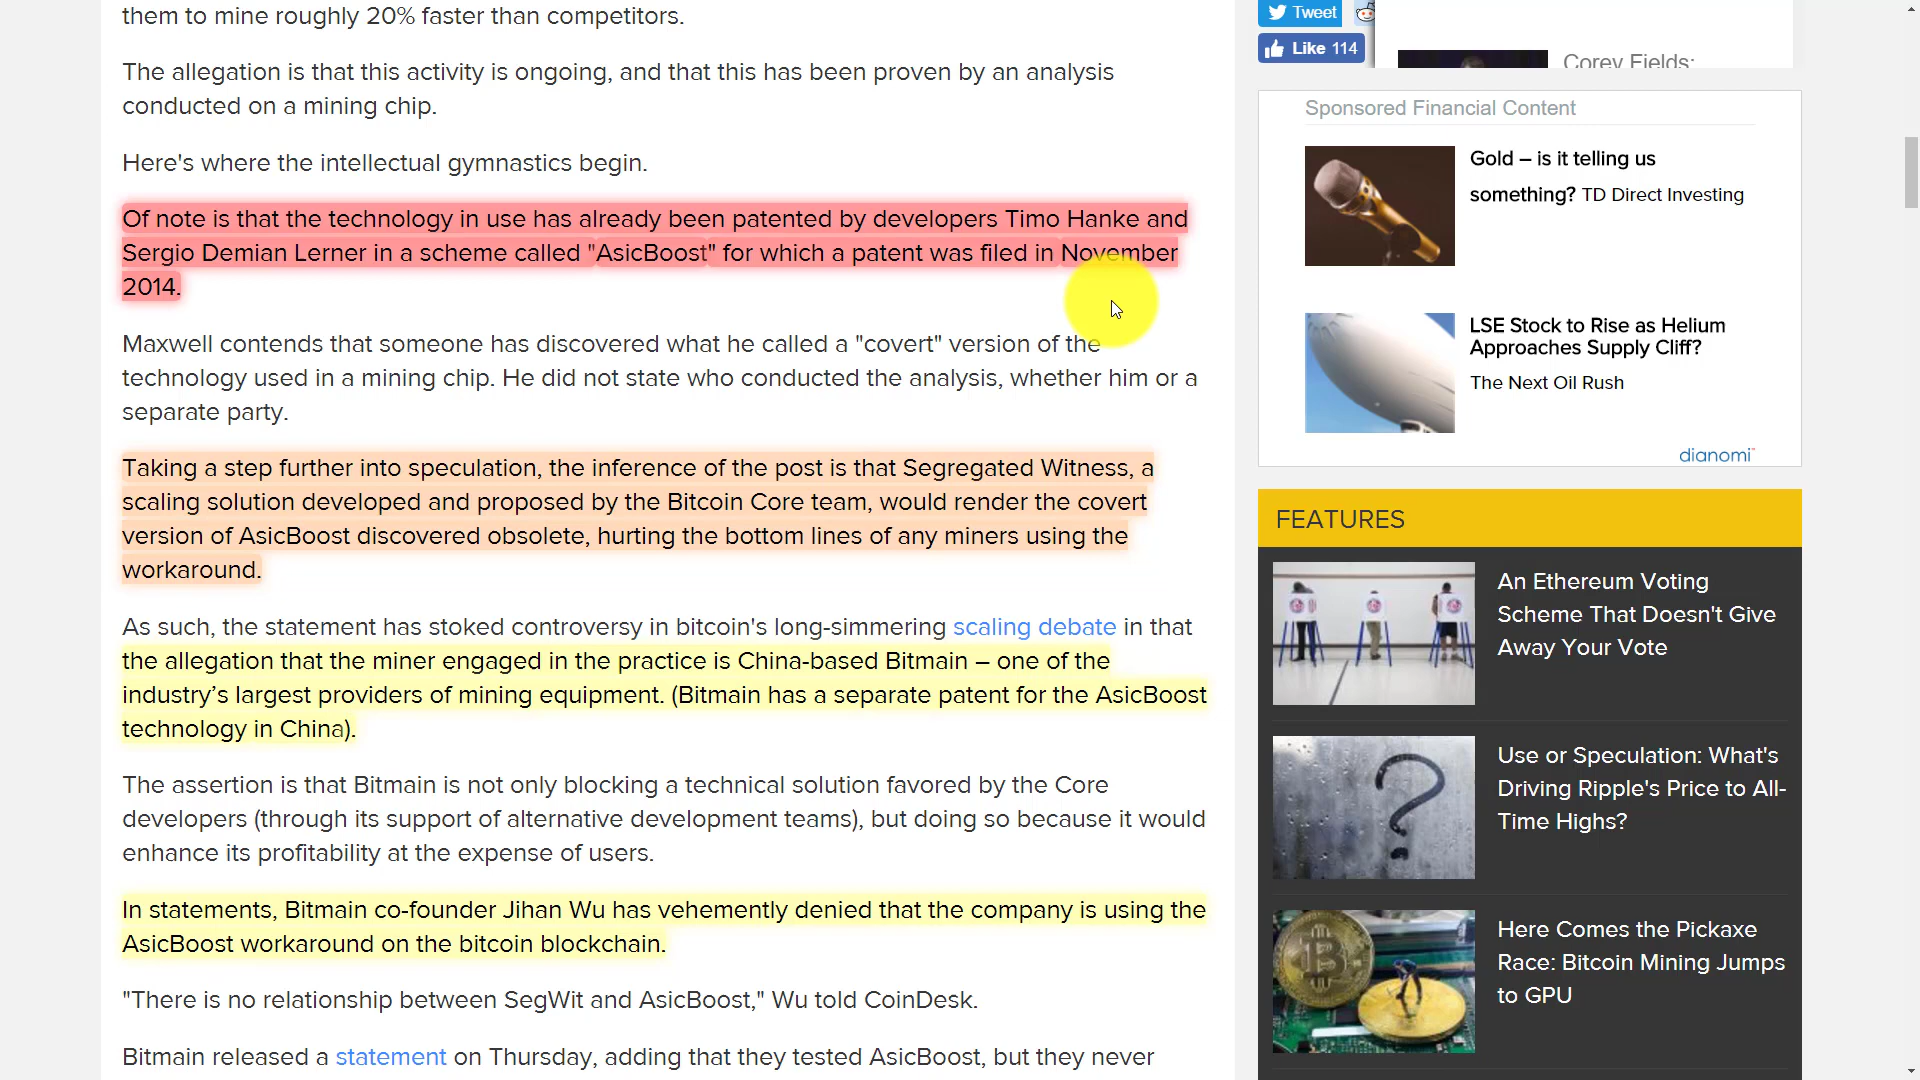 them to mine roughly 20% faster than competitors.
The allegation is that this activity is ongoing, and that this has been proven by an analysis
conducted on a mining chip.
Here's where the intellectual gymnastics begin.
Of note is that the technology in use has already been patented by developers Timo Hanke and
Sergio Demian Lerner in a scheme called "AsicBoost" for which a patent was filed in November
2014.
Maxwell contends that someone has discovered what he called a "covert" version of the
technology used in a mining chip. He did not state who conducted the analysis, whether him or a
separate party.
Taking a step further into speculation, the inference of the post is that Segregated Witness, a
scaling solution developed and proposed by the Bitcoin Core team, would render the covert
version of AsicBoost discovered obsolete, hurting the bottom lines of any miners using the
workaround.
As such, the statement has stoked controversy in bitcoin's long-simmering scaling debate in that
the allegation that the miner engaged in the practice is China-based Bitmain – one of the
industry’s largest providers of mining equipment. (Bitmain has a separate patent for the AsicBoost
technology in China).
The assertion is that Bitmain is not only blocking a technical solution favored by the Core
developers (through its support of alternative development teams), but doing so because it would
enhance its profitability at the expense of users.
In statements, Bitmain co-founder Jihan Wu has vehemently denied that the company is using the
AsicBoost workaround on the bitcoin blockchain.
"There is no relationship between SegWit and AsicBoost," Wu told CoinDesk.
Bitmain released a statement on Thursday, adding that they tested AsicBoost, but they never
Tweet
Like 114
Corey Fields:
Sponsored Financial Content
Gold – is it telling us
something? TD Direct Investing
LSE Stock to Rise as Helium
Approaches Supply Cliff?
The Next Oil Rush
dianomi
FEATURES
An Ethereum Voting
Scheme That Doesn't Give
Away Your Vote
Use or Speculation: What's
Driving Ripple's Price to All-
Time Highs?
Here Comes the Pickaxe
Race: Bitcoin Mining Jumps
to GPU